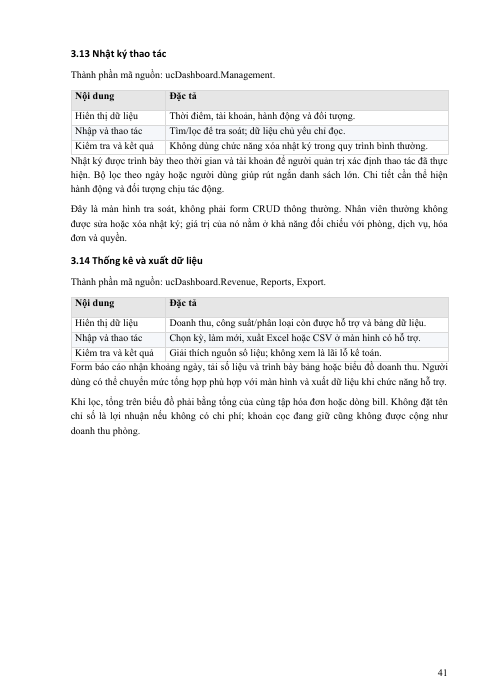 3.13 Nhật ký thao tác
Thành phần mã nguồn: ucDashboard.Management.
Nội dung Đặc tả
Hiển thị dữ liệu Thời điểm, tài khoản, hành động và đối tượng.
Nhập và thao tác Tìm/lọc để tra soát; dữ liệu chủ yếu chỉ đọc.
Kiểm tra và kết quả Không dùng chức năng xóa nhật ký trong quy trình bình thường.
Nhật ký được trình bày theo thời gian và tài khoản để người quản trị xác định thao tác đã thực
hiện. Bộ lọc theo ngày hoặc người dùng giúp rút ngắn danh sách lớn. Chi tiết cần thể hiện
hành động và đối tượng chịu tác động.
Đây là màn hình tra soát, không phải form CRUD thông thường. Nhân viên thường không
được sửa hoặc xóa nhật ký; giá trị của nó nằm ở khả năng đối chiếu với phòng, dịch vụ, hóa
đơn và quyền.
3.14 Thống kê và xuất dữ liệu
Thành phần mã nguồn: ucDashboard.Revenue, Reports, Export.
Nội dung Đặc tả
Hiển thị dữ liệu Doanh thu, công suất/phân loại còn được hỗ trợ và bảng dữ liệu.
Nhập và thao tác Chọn kỳ, làm mới, xuất Excel hoặc CSV ở màn hình có hỗ trợ.
Kiểm tra và kết quả Giải thích nguồn số liệu; không xem là lãi lỗ kế toán.
Form báo cáo nhận khoảng ngày, tải số liệu và trình bày bảng hoặc biểu đồ doanh thu. Người
dùng có thể chuyển mức tổng hợp phù hợp với màn hình và xuất dữ liệu khi chức năng hỗ trợ.
Khi lọc, tổng trên biểu đồ phải bằng tổng của cùng tập hóa đơn hoặc dòng bill. Không đặt tên
chỉ số là lợi nhuận nếu không có chi phí; khoản cọc đang giữ cũng không được cộng như
doanh thu phòng.
41